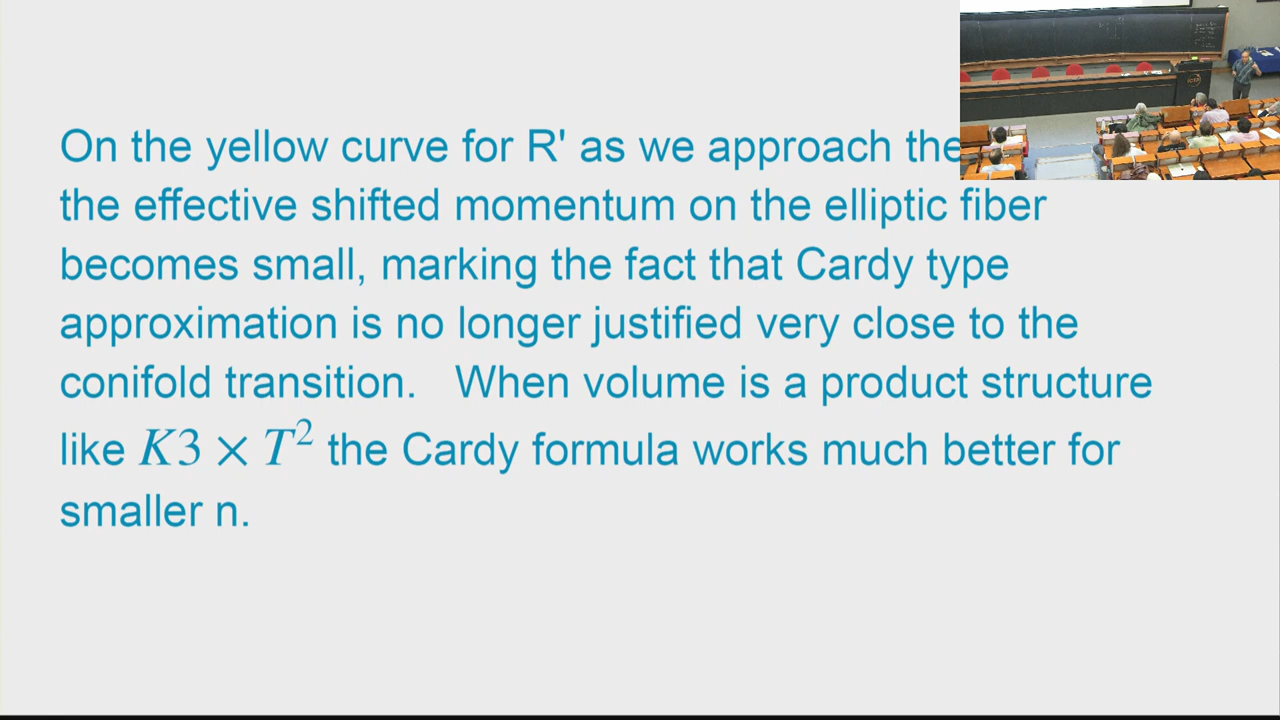 On the yellow curve for R' as we approach the
the effective shifted momentum on the elliptic fiber
becomes small, marking the fact that Cardy type
approximation is no longer justified very close to the
conifold transition. When volume is a product structure
like K3 × T² the Cardy formula works much better for
smaller n.